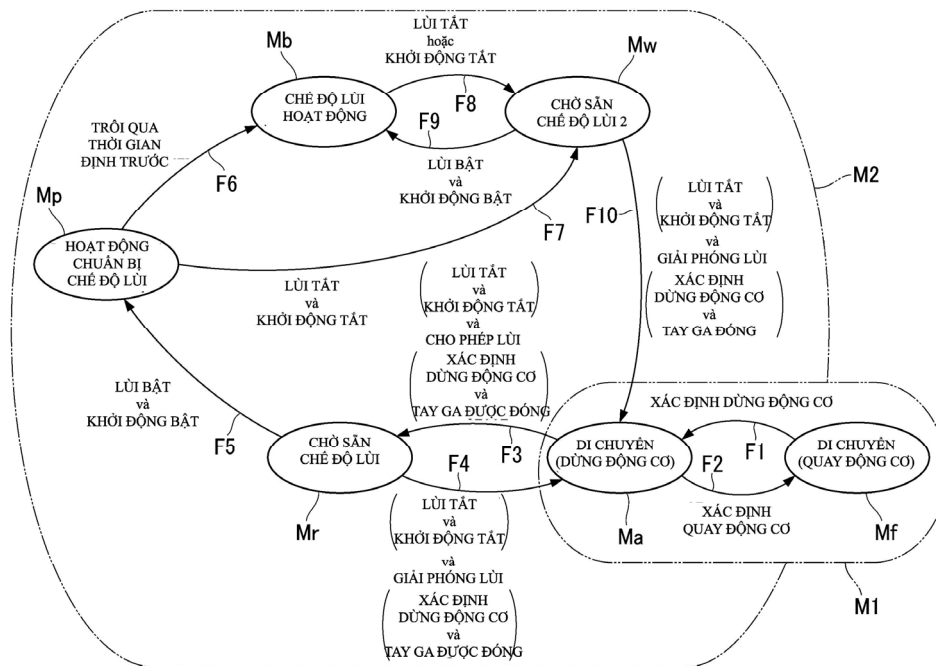 LÙI TẮT
hoặc
KHỞI ĐỘNG TẮT
Mb
Mw
F8
CHẾ ĐỘ LÙI
HOẠT ĐỘNG
CHỜ SẴN
CHẾ ĐỘ LÙI 2
F9
TRÔI QUA
THỜI GIAN
ĐỊNH TRƯỚC
F6
LÙI BẬT
và
KHỞI ĐỘNG BẬT
M2
Mp
F7
F10
LÙI TẮT
và
KHỞI ĐỘNG TẮT
và
GIẢI PHÓNG LÙI
XÁC ĐỊNH
DỪNG ĐỘNG CƠ
và
TAY GA ĐÓNG
HOẠT ĐỘNG
CHUẨN BỊ
CHẾ ĐỘ LÙI
LÙI TẮT
và
KHỞI ĐỘNG TẮT
LÙI TẮT
và
KHỞI ĐỘNG TẮT
và
CHO PHÉP LÙI
XÁC ĐỊNH
DỪNG ĐỘNG CƠ
và
TAY GA ĐƯỢC ĐÓNG
LÙI BẬT
và
KHỞI ĐỘNG BẬT
F5
XÁC ĐỊNH DỪNG ĐỘNG CƠ
F3
F1
CHỜ SẴN
CHẾ ĐỘ LÙI
DI CHUYỂN
(DỪNG ĐỘNG CƠ)
DI CHUYỂN
(QUAY ĐỘNG CƠ)
F4
F2
Mr
LÙI TẮT
và
KHỞI ĐỘNG TẮT
và
GIẢI PHÓNG LÙI
XÁC ĐỊNH
DỪNG ĐỘNG CƠ
và
TAY GA ĐƯỢC ĐÓNG
XÁC ĐỊNH
QUAY ĐỘNG CƠ
Ma
Mf
M1